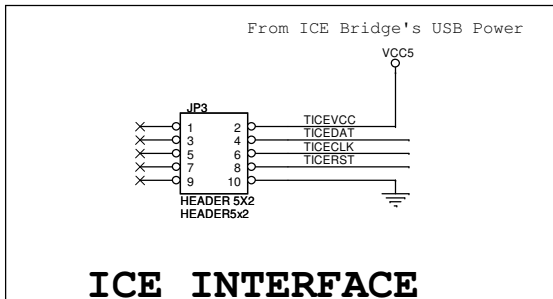 From ICE Bridge's USB Power
VCC5
JP3
1 2 TICEVCC
3 4 TICEDAT
5 6 TICECLK
7 8 TICERST
9 10
HEADER 5X2
HEADER5x2
ICE INTERFACE